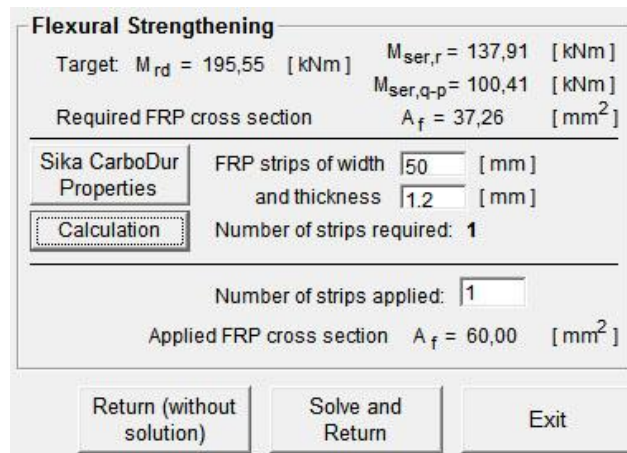 Flexural Strengthening
Target: M rd = 195,55 [kNm] M ser,r = 137,91 [kNm]
M ser,q-p = 100,41 [kNm]
Required FRP cross section A f = 37,26 [mm2]
Sika CarboDur Properties
FRP strips of width 50 [mm]
and thickness 1.2 [mm]
Calculation
Number of strips required: 1
Number of strips applied: 1
Applied FRP cross section A f = 60,00 [mm2]
Return (without solution)
Solve and Return
Exit